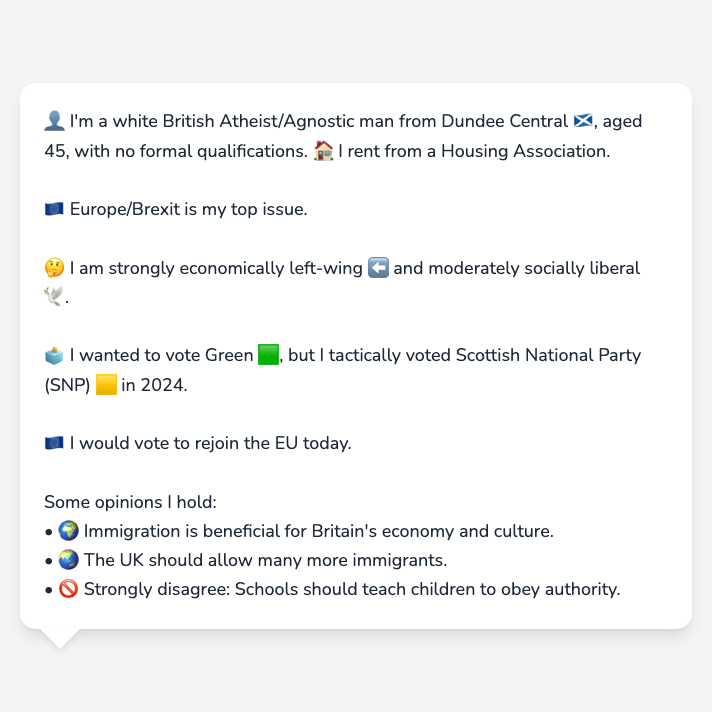 👤 I'm a white British Atheist/Agnostic man from Dundee Central 🏴󠁧󠁢󠁳󠁣󠁴󠁿, aged
45, with no formal qualifications. 🏠 I rent from a Housing Association.
🇪🇺 Europe/Brexit is my top issue.
🤔 I am strongly economically left-wing ⬅️ and moderately socially liberal
🕊️.
🗳️ I wanted to vote Green 🟩, but I tactically voted Scottish National Party
(SNP) 🟨 in 2024.
🇪🇺 I would vote to rejoin the EU today.
Some opinions I hold:
• 🌍 Immigration is beneficial for Britain's economy and culture.
• 🌏 The UK should allow many more immigrants.
• 🚫 Strongly disagree: Schools should teach children to obey authority.